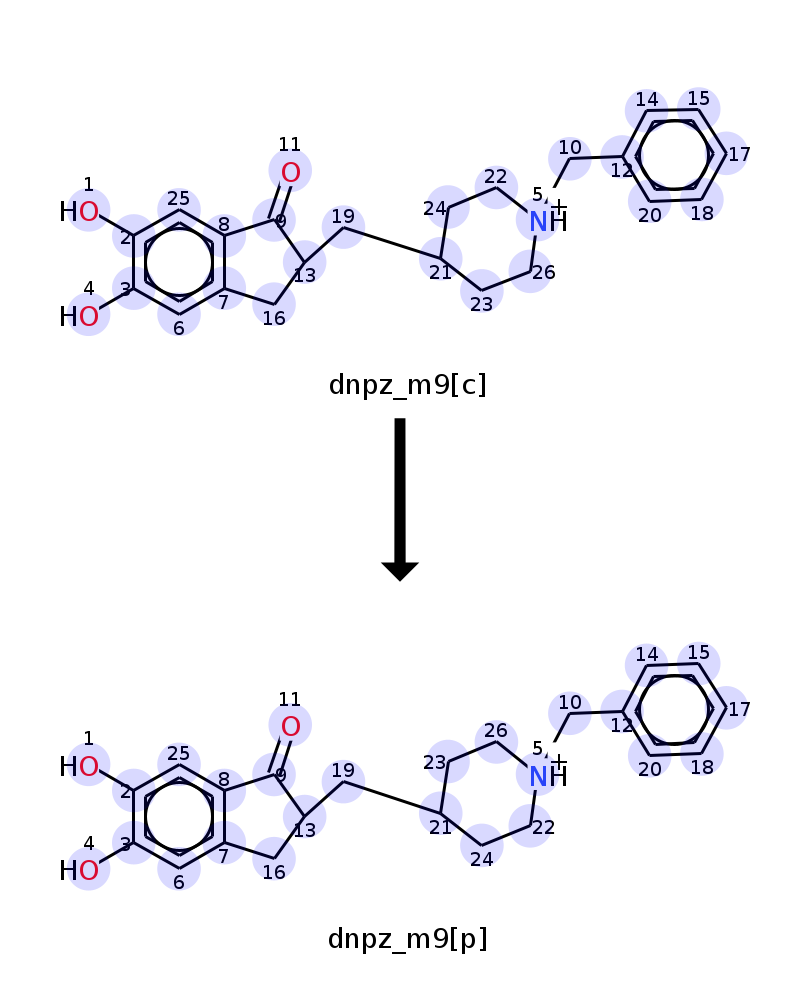 14 15
11 10
12 17
1 5
25 22 +
HO 2 8 9 O 19 24 NH 20 18
13 21 26
4 3 7 23
HO 6 16
dnpz_m9[c]
14 15
11 10
12 17
1 5
25 26 +
HO 2 8 9 O 19 23 NH 20 18
13 21 22
4 3 7 24
HO 6 16
dnpz_m9[p]